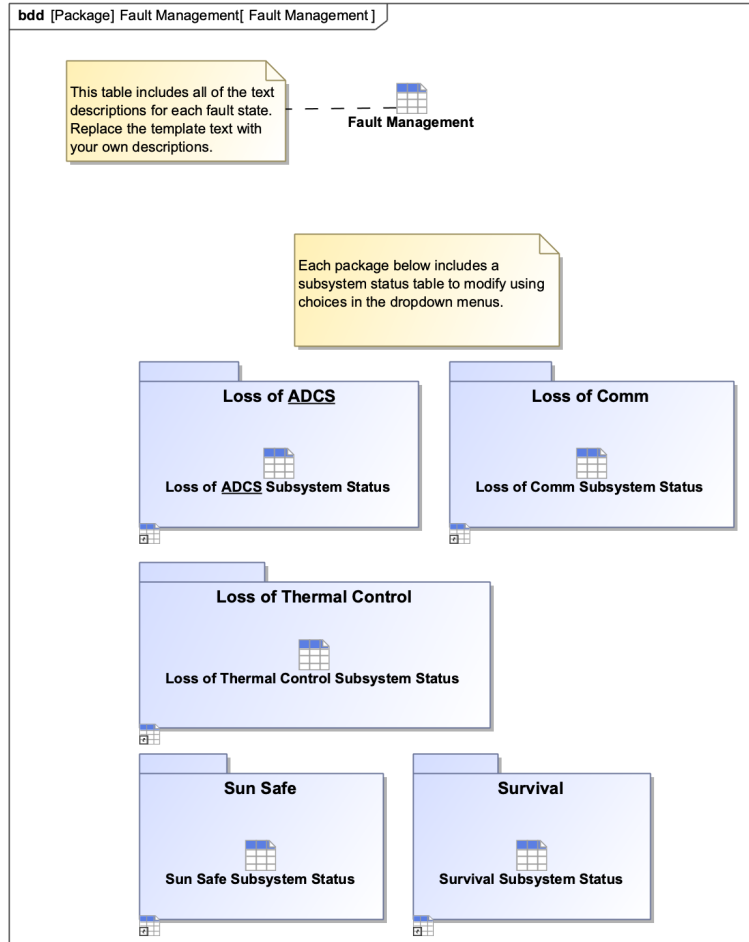 bdd [Package] Fault Management[ Fault Management ]
This table includes all of the text
descriptions for each fault state.
Replace the template text with
your own descriptions.
Fault Management
Each package below includes a
subsystem status table to modify using
choices in the dropdown menus.
Loss of ADCS
Loss of ADCS Subsystem Status
Loss of Comm
Loss of Comm Subsystem Status
Loss of Thermal Control
Loss of Thermal Control Subsystem Status
Sun Safe
Sun Safe Subsystem Status
Survival
Survival Subsystem Status